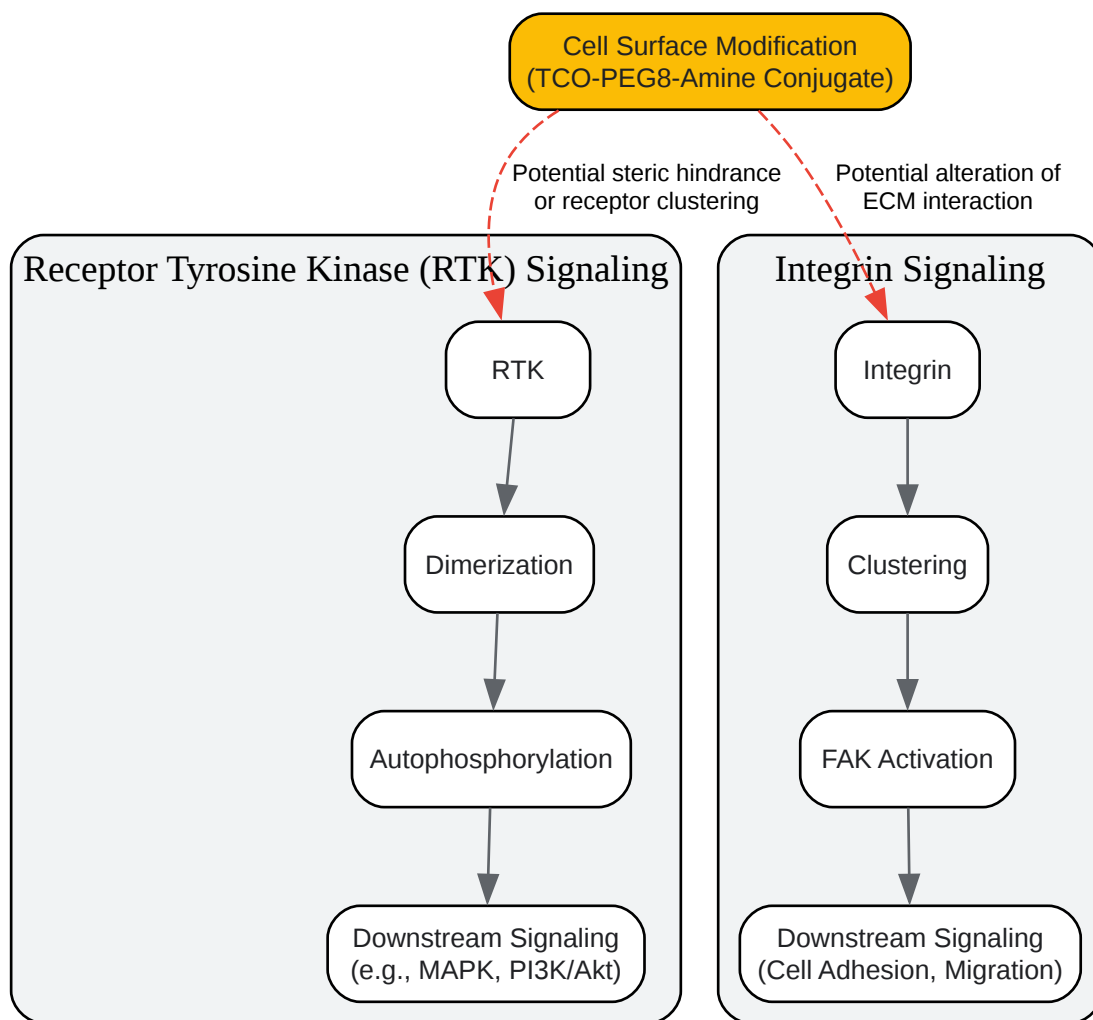 Cell Surface Modification
(TCO-PEG8-Amine Conjugate)
Potential steric hindrance
or receptor clustering
Potential alteration of
ECM interaction
Receptor Tyrosine Kinase (RTK) Signaling
RTK
Dimerization
Autophosphorylation
Downstream Signaling
(e.g., MAPK, PI3K/Akt)
Integrin Signaling
Integrin
Clustering
FAK Activation
Downstream Signaling
(Cell Adhesion, Migration)